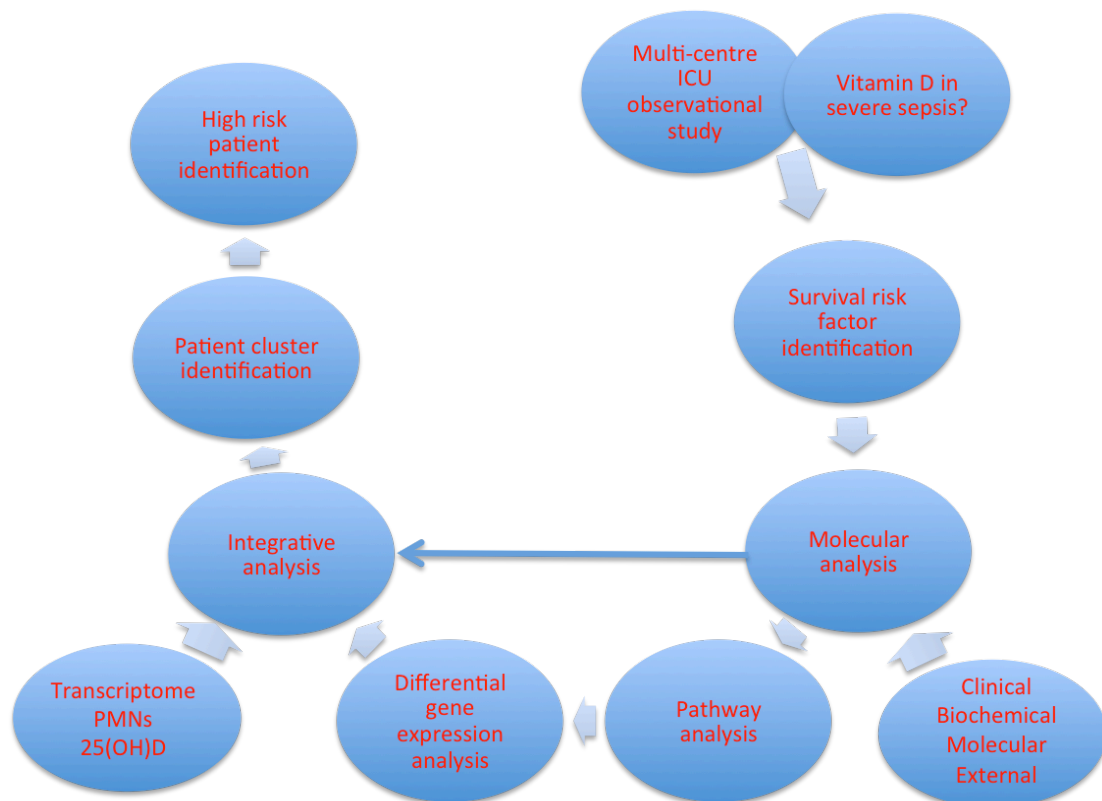 Multi-centre
ICU
observational
study
Vitamin D in
severe sepsis?
High risk
patient
identification
Survival risk
factor
identification
Patient cluster
identification
Integrative
analysis
Molecular
analysis
Transcriptome
PMNs
25(OH)D
Differential
gene
expression
analysis
Pathway
analysis
Clinical
Biochemical
Molecular
External